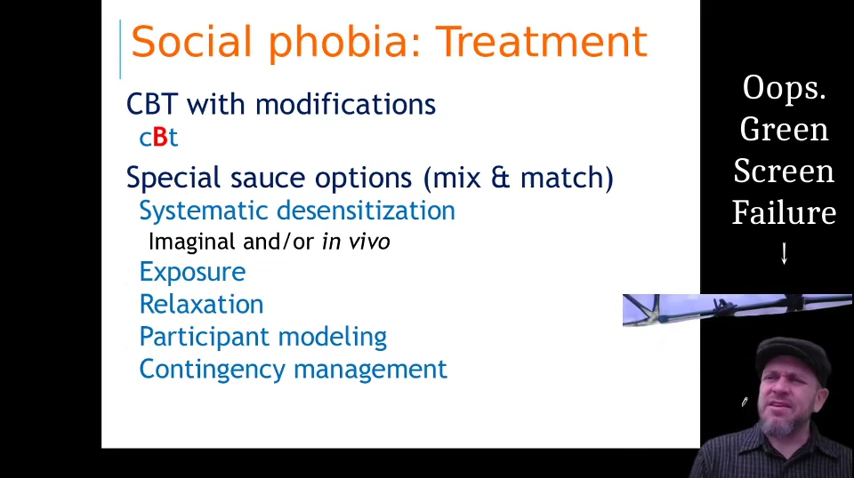 Social phobia: Treatment
CBT with modifications
cBt
Special sauce options (mix & match)
Systematic desensitization
Imaginal and/or in vivo
Exposure
Relaxation
Participant modeling
Contingency management
Oops.
Green
Screen
Failure
↓